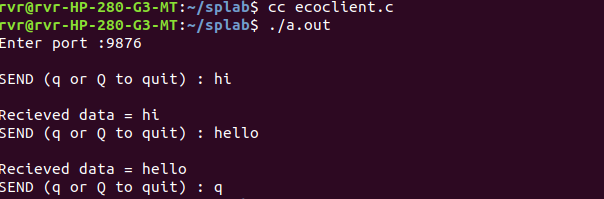 rvr@rvr-HP-280-G3-MT:~/splab$ cc ecoclient.c
rvr@rvr-HP-280-G3-MT:~/splab$ ./a.out
Enter port :9876
SEND (q or Q to quit) : hi
Recieved data = hi
SEND (q or Q to quit) : hello
Recieved data = hello
SEND (q or Q to quit) : q